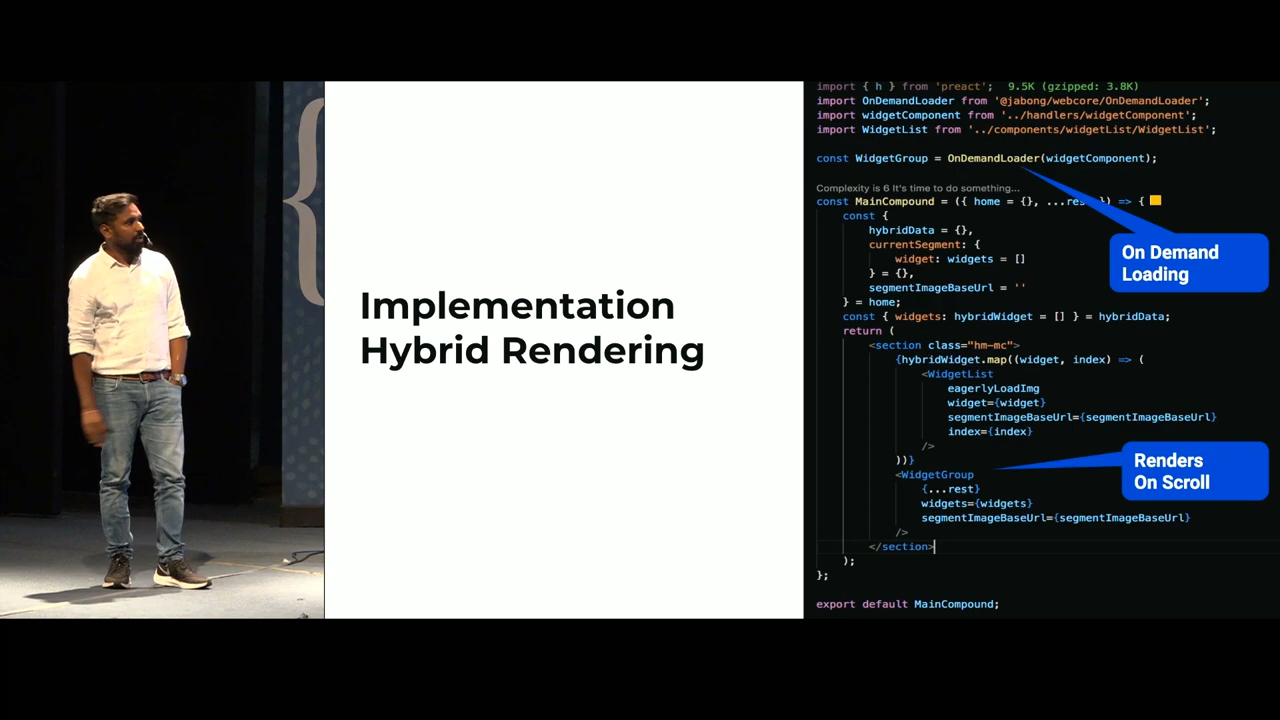 Implementation
Hybrid Rendering
import { h } from 'preact'; 9.5K (gzipped: 3.8K)
import OnDemandLoader from '@jabong/webcore/OnDemandLoader';
import widgetComponent from '../handlers/widgetComponent';
import WidgetList from '../components/widgetList/WidgetList';
const WidgetGroup = OnDemandLoader(widgetComponent);
Complexity is 6 It's time to do something...
const MainCompound = ({ home = {}, ...res }) => {
const {
hybridData = {},
currentSegment: {
widget: widgets = []
} = {},
segmentImageBaseUrl = ''
} = home;
const { widgets: hybridWidget = [] } = hybridData;
return (
<section class="hm-mc">
{hybridWidget.map((widget, index) => (
<WidgetList
eagerlyLoadImg
widget={widget}
segmentImageBaseUrl={segmentImageBaseUrl}
index={index}
/>
))}
<WidgetGroup
{...rest}
widgets={widgets}
segmentImageBaseUrl={segmentImageBaseUrl}
/>
</section>
);
};
export default MainCompound;
On Demand
Loading
Renders
On Scroll